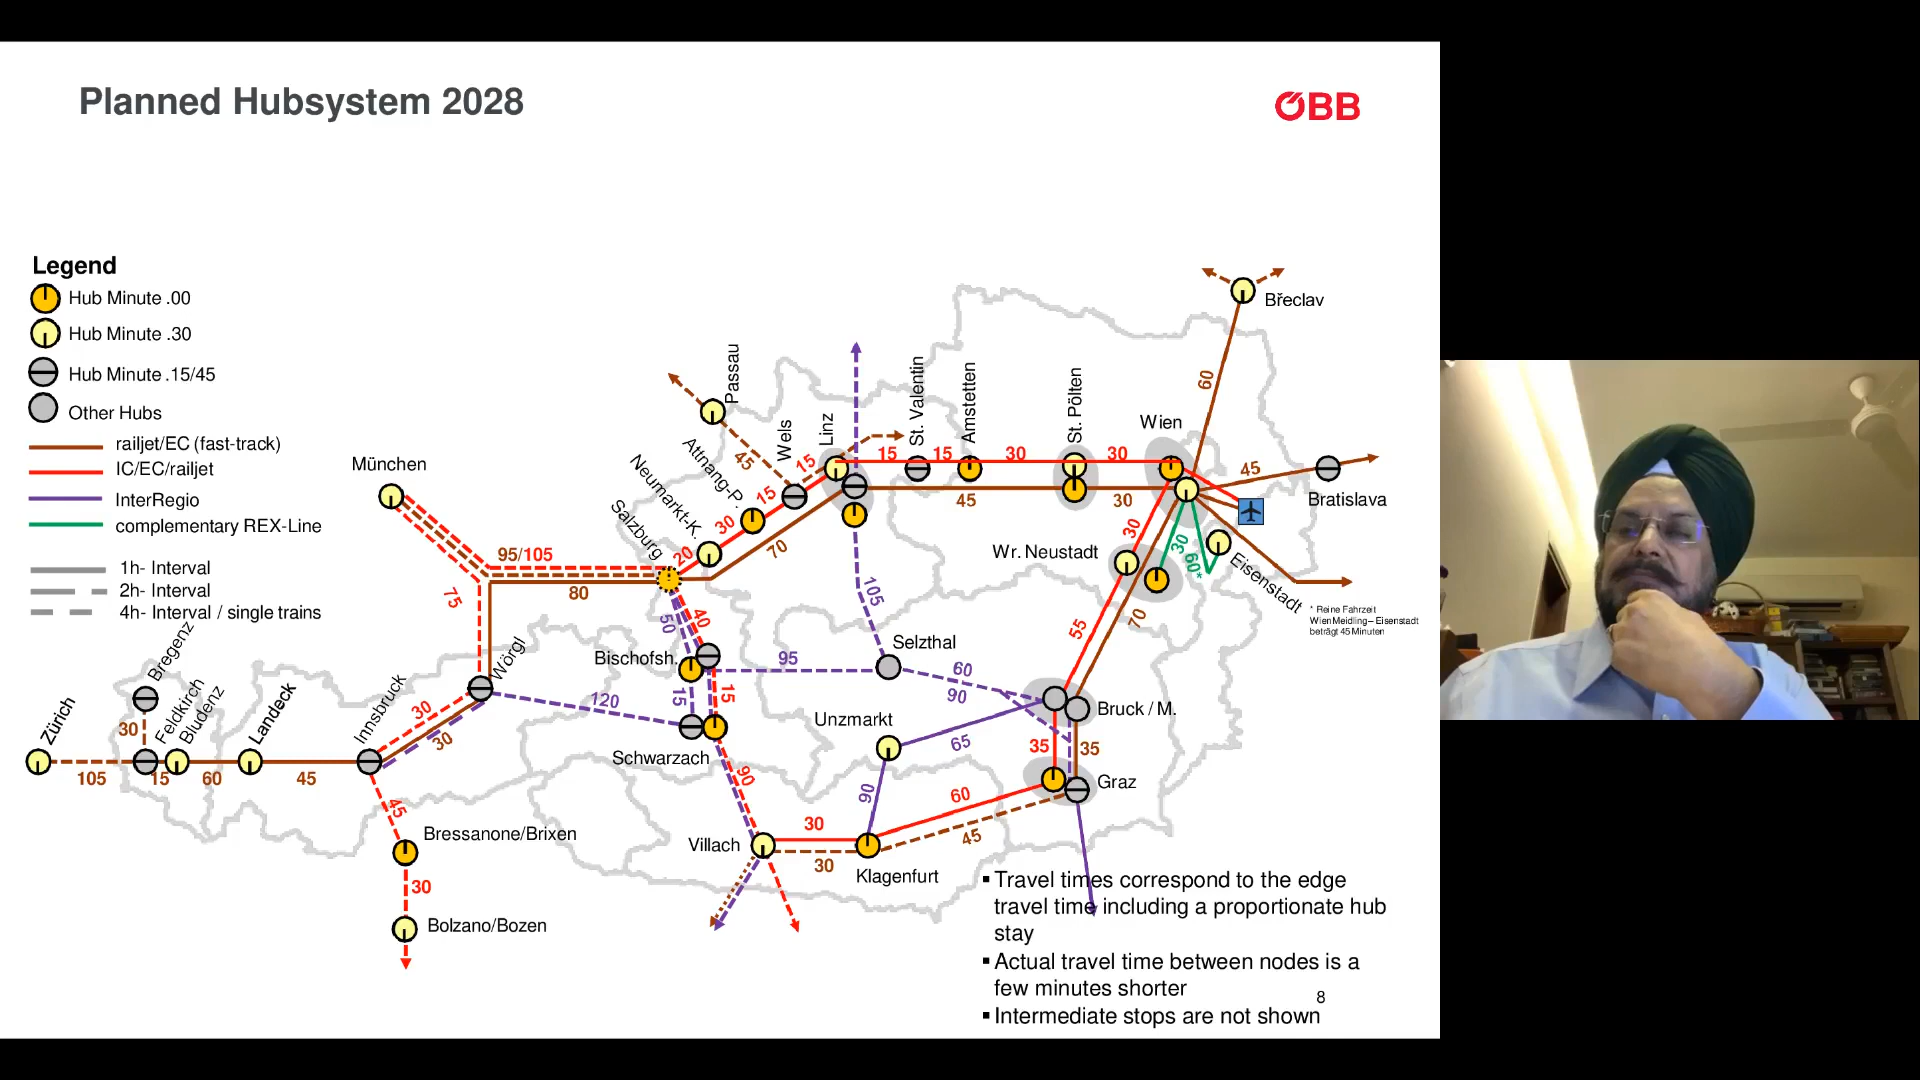 Planned Hubsystem 2028
ÖBB
Legend
Hub Minute .00
Hub Minute .30
Hub Minute .15/45
Other Hubs
railjet/EC (fast-track)
IC/EC/railjet
InterRegio
complementary REX-Line
1h- Interval
2h- Interval
4h- Interval / single trains
Břeclav
60
Passau
45
Wels
Linz
St. Valentin
Amstetten
St. Pölten
Wien
Attnang-P.
Neumarkt-K.
Salzburg
München
15
15
15
30
30
15
30
20
45
30
45
Bratislava
70
95/105
80
75
Wr. Neustadt
30
30
60*
Eisenstadt
* Reine Fahrzeit
Wien Meidling – Eisenstadt
beträgt 45 Minuten
105
50
40
55
70
Selzthal
Bischofsh.
95
60
90
Bregenz
Wörgl
Zürich
Feldkirch
Bludenz
Landeck
Innsbruck
30
30
120
15
15
Bruck / M.
30
Unzmarkt
65
35
35
Schwarzach
105
15
60
45
90
Graz
90
60
45
45
Bressanone/Brixen
Villach
30
30
Klagenfurt
30
Bolzano/Bozen
▪ Travel times correspond to the edge
travel time including a proportionate hub
stay
▪ Actual travel time between nodes is a
few minutes shorter
▪ Intermediate stops are not shown
8